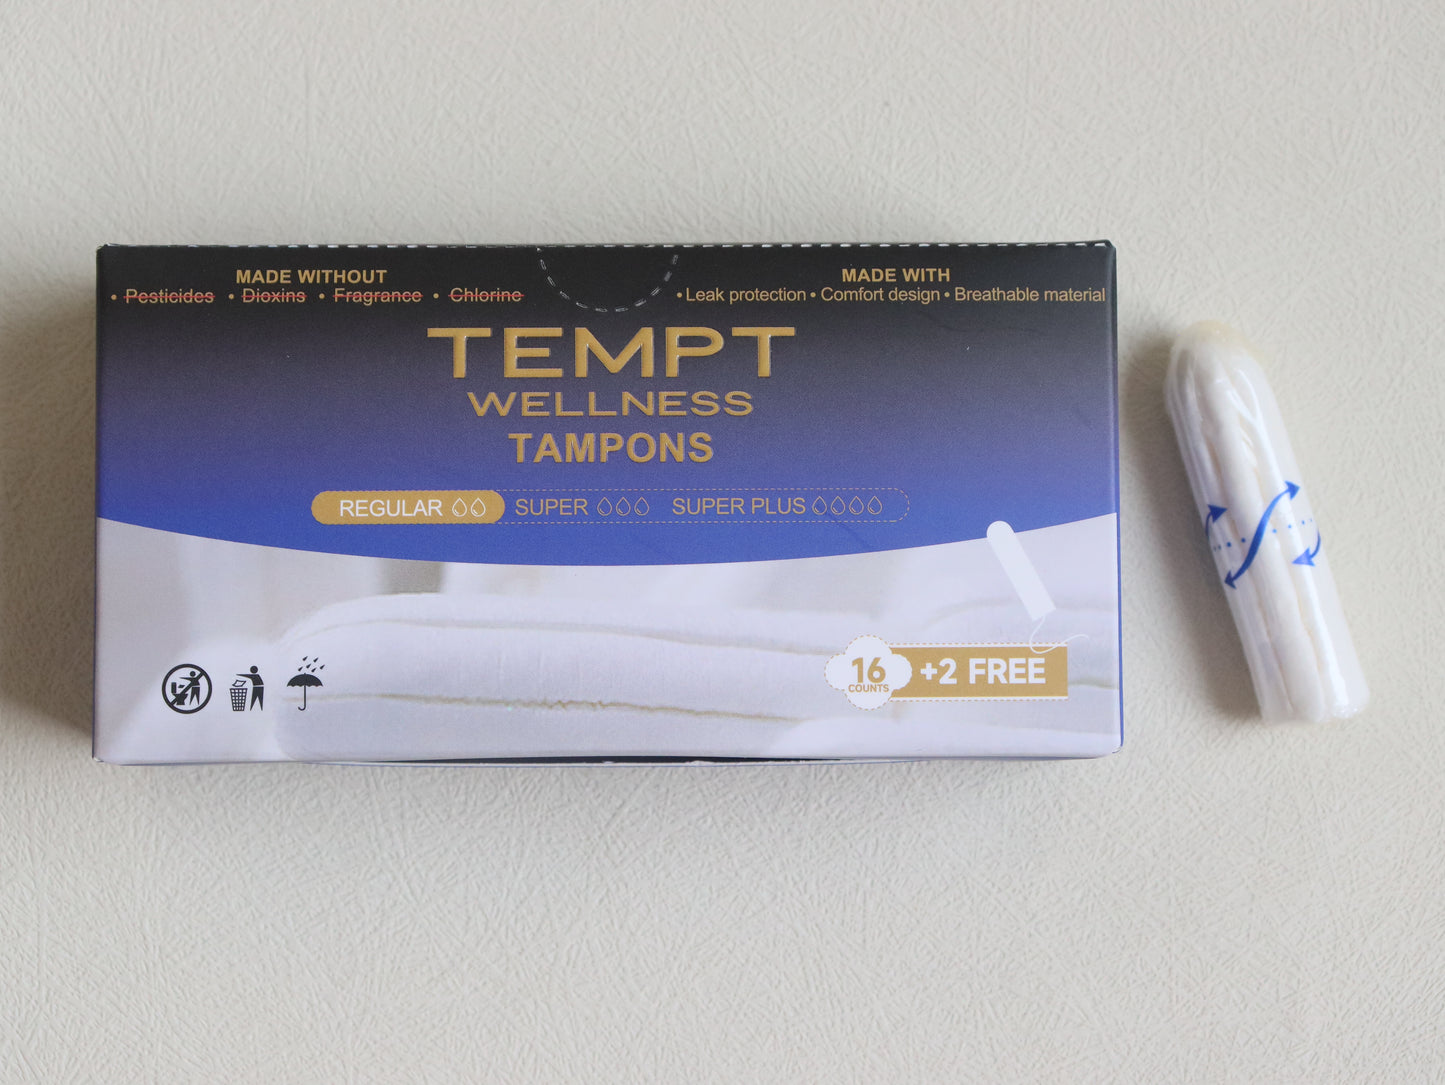 MADE WITHOUT
• Pesticides • Dioxins • Fragrance • Chlorine
MADE WITH
• Leak protection • Comfort design • Breathable material
TEMPT
WELLNESS
TAMPONS
REGULAR SUPER SUPER PLUS
16
COUNTS
+2 FREE